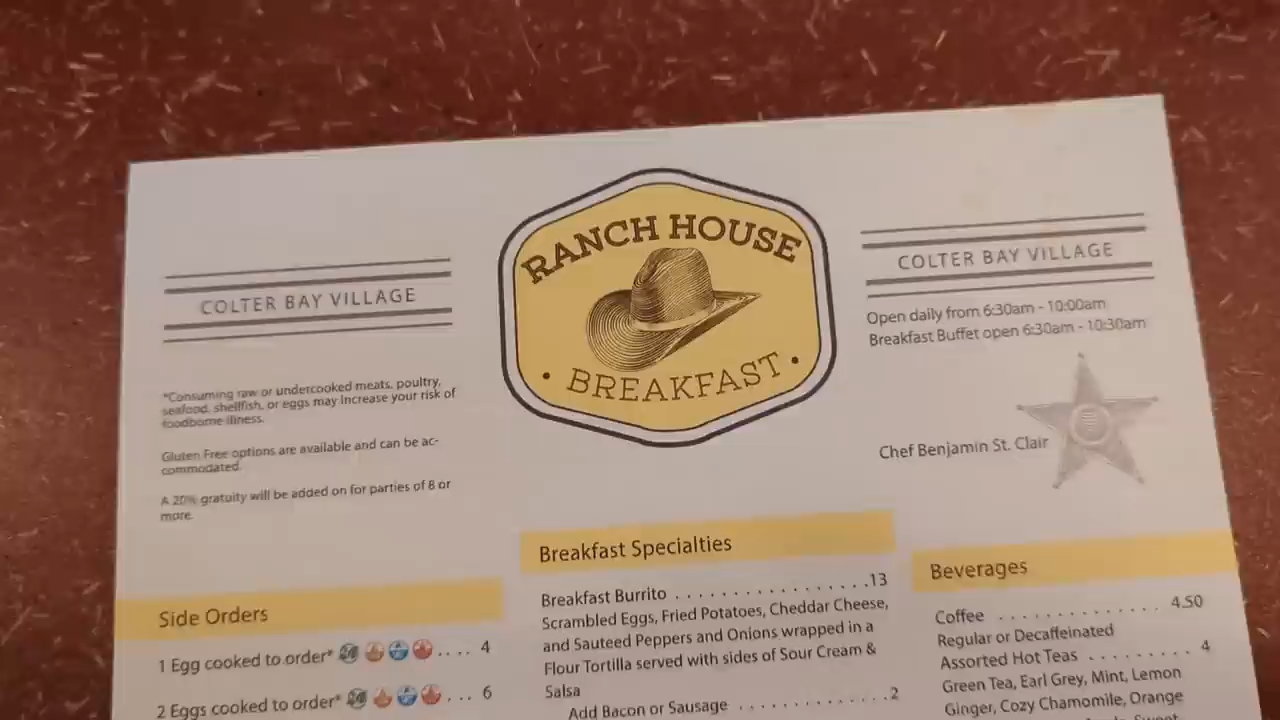 RANCH HOUSE
• BREAKFAST •
COLTER BAY VILLAGE
*Consuming raw or undercooked meats, poultry,
seafood, shellfish, or eggs may increase your risk of
foodborne illness.
Gluten Free options are available and can be ac-
commodated.
A 20% gratuity will be added on for parties of 8 or
more.
Side Orders
1 Egg cooked to order* .... 4
2 Eggs cooked to order* ... 6
Breakfast Specialties
Breakfast Burrito . . . . . . . . . . . . . . . .13
Scrambled Eggs, Fried Potatoes, Cheddar Cheese,
and Sauteed Peppers and Onions wrapped in a
Flour Tortilla served with sides of Sour Cream &
Salsa
Add Bacon or Sausage . . . . . . . . . . . . .2
COLTER BAY VILLAGE
Open daily from 6:30am - 10:00am
Breakfast Buffet open 6:30am - 10:30am
Chef Benjamin St. Clair
Beverages
Coffee . . . . . . . . . . . . 4.50
Regular or Decaffeinated
Assorted Hot Teas . . . . . . . . . 4
Green Tea, Earl Grey, Mint, Lemon
Ginger, Cozy Chamomile, Orange